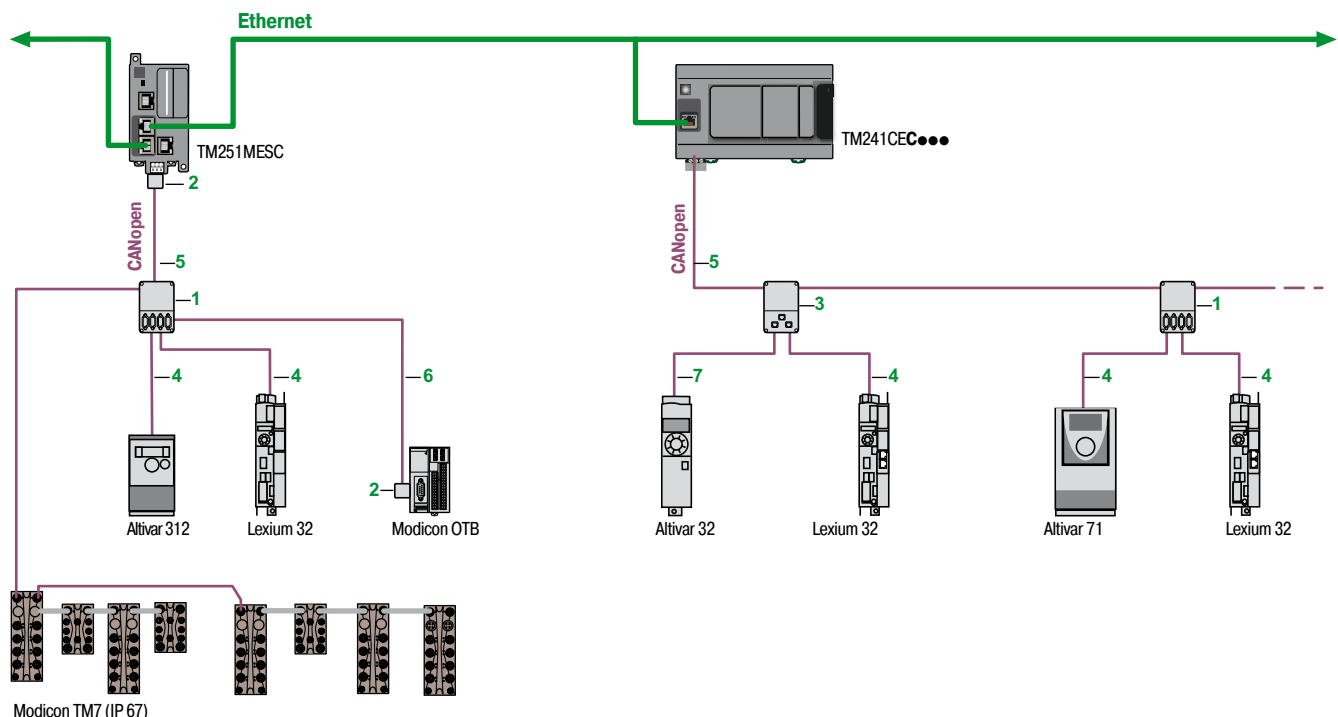 Ethernet
TM251MESC
TM241CEC●●●
2
CANopen
CANopen
5
5
1
3
1
4
4
6
7
4
4
4
2
Altivar 312
Lexium 32
Modicon OTB
Altivar 32
Lexium 32
Altivar 71
Lexium 32
Modicon TM7 (IP 67)